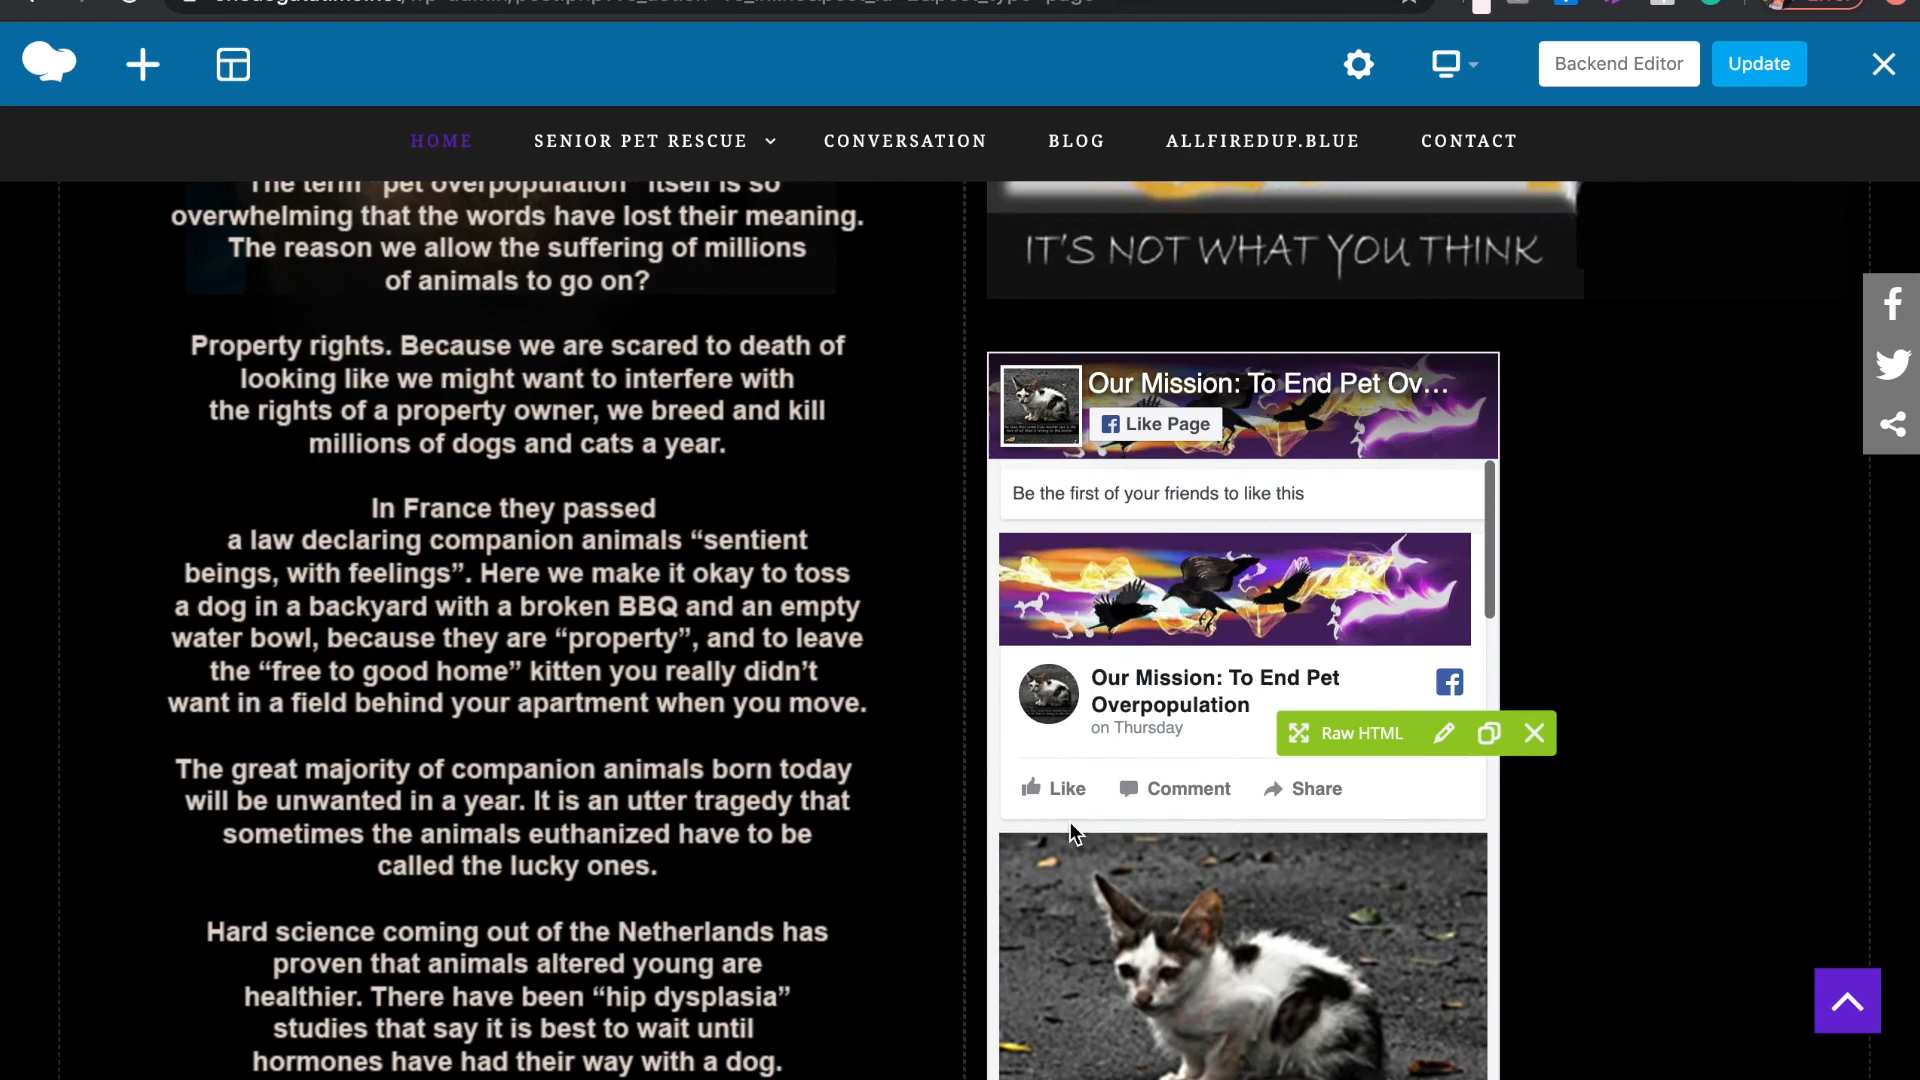 Backend Editor
Update
HOME
SENIOR PET RESCUE
CONVERSATION
BLOG
ALLFIREDUP.BLUE
CONTACT
The term "pet overpopulation" itself is so
overwhelming that the words have lost their meaning.
The reason we allow the suffering of millions
of animals to go on?
Property rights. Because we are scared to death of
looking like we might want to interfere with
the rights of a property owner, we breed and kill
millions of dogs and cats a year.
In France they passed
a law declaring companion animals “sentient
beings, with feelings”. Here we make it okay to toss
a dog in a backyard with a broken BBQ and an empty
water bowl, because they are “property”, and to leave
the “free to good home” kitten you really didn’t
want in a field behind your apartment when you move.
The great majority of companion animals born today
will be unwanted in a year. It is an utter tragedy that
sometimes the animals euthanized have to be
called the lucky ones.
Hard science coming out of the Netherlands has
proven that animals altered young are
healthier. There have been “hip dysplasia”
studies that say it is best to wait until
hormones have had their way with a dog.
IT'S NOT WHAT YOU THINK
Our Mission: To End Pet Ov...
Like Page
Be the first of your friends to like this
Our Mission: To End Pet
Overpopulation
on Thursday
Raw HTML
Like
Comment
Share